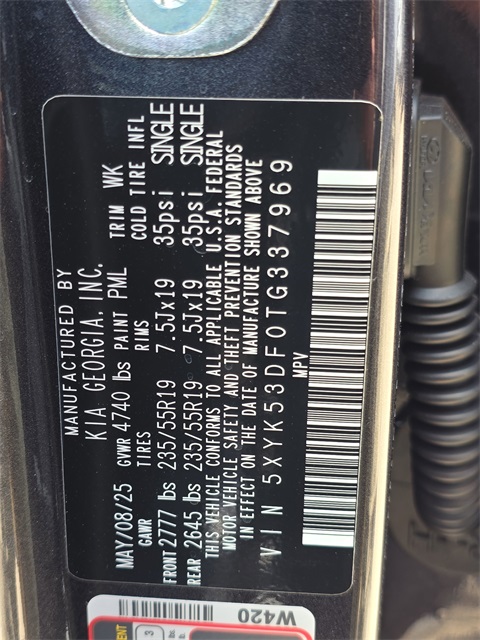 MANUFACTURED BY
KIA GEORGIA, INC.
MAY/08/25 GVWR 4740 lbs PAINT PML TRIM WK
GAWR TIRES RIMS COLD TIRE INFL
FRONT 2777 lbs 235/55R19 7.5Jx19 35psi SINGLE
REAR 2645 lbs 235/55R19 7.5Jx19 35psi SINGLE
THIS VEHICLE CONFORMS TO ALL APPLICABLE U.S.A. FEDERAL
MOTOR VEHICLE SAFETY AND THEFT PREVENTION STANDARDS
IN EFFECT ON THE DATE OF MANUFACTURE SHOWN ABOVE
VIN 5XYK53DF0TG337969
MPV
W420
3